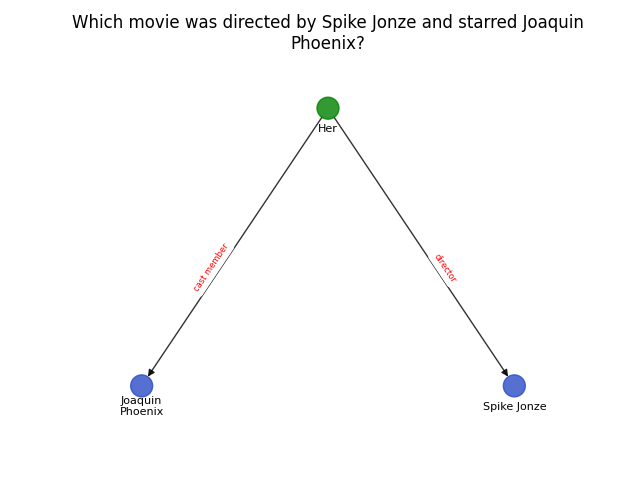 Which movie was directed by Spike Jonze and starred Joaquin
Phoenix?
Her
cast member
director
Joaquin
Phoenix
Spike Jonze